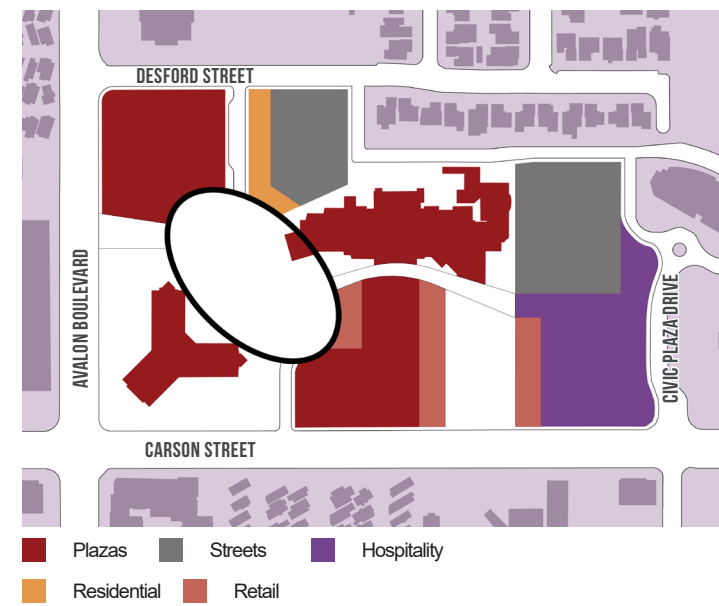 DESFORD STREET
AVALON BOULEVARD
CIVIC PLAZA DRIVE
CARSON STREET
Plazas Streets Hospitality
Residential Retail